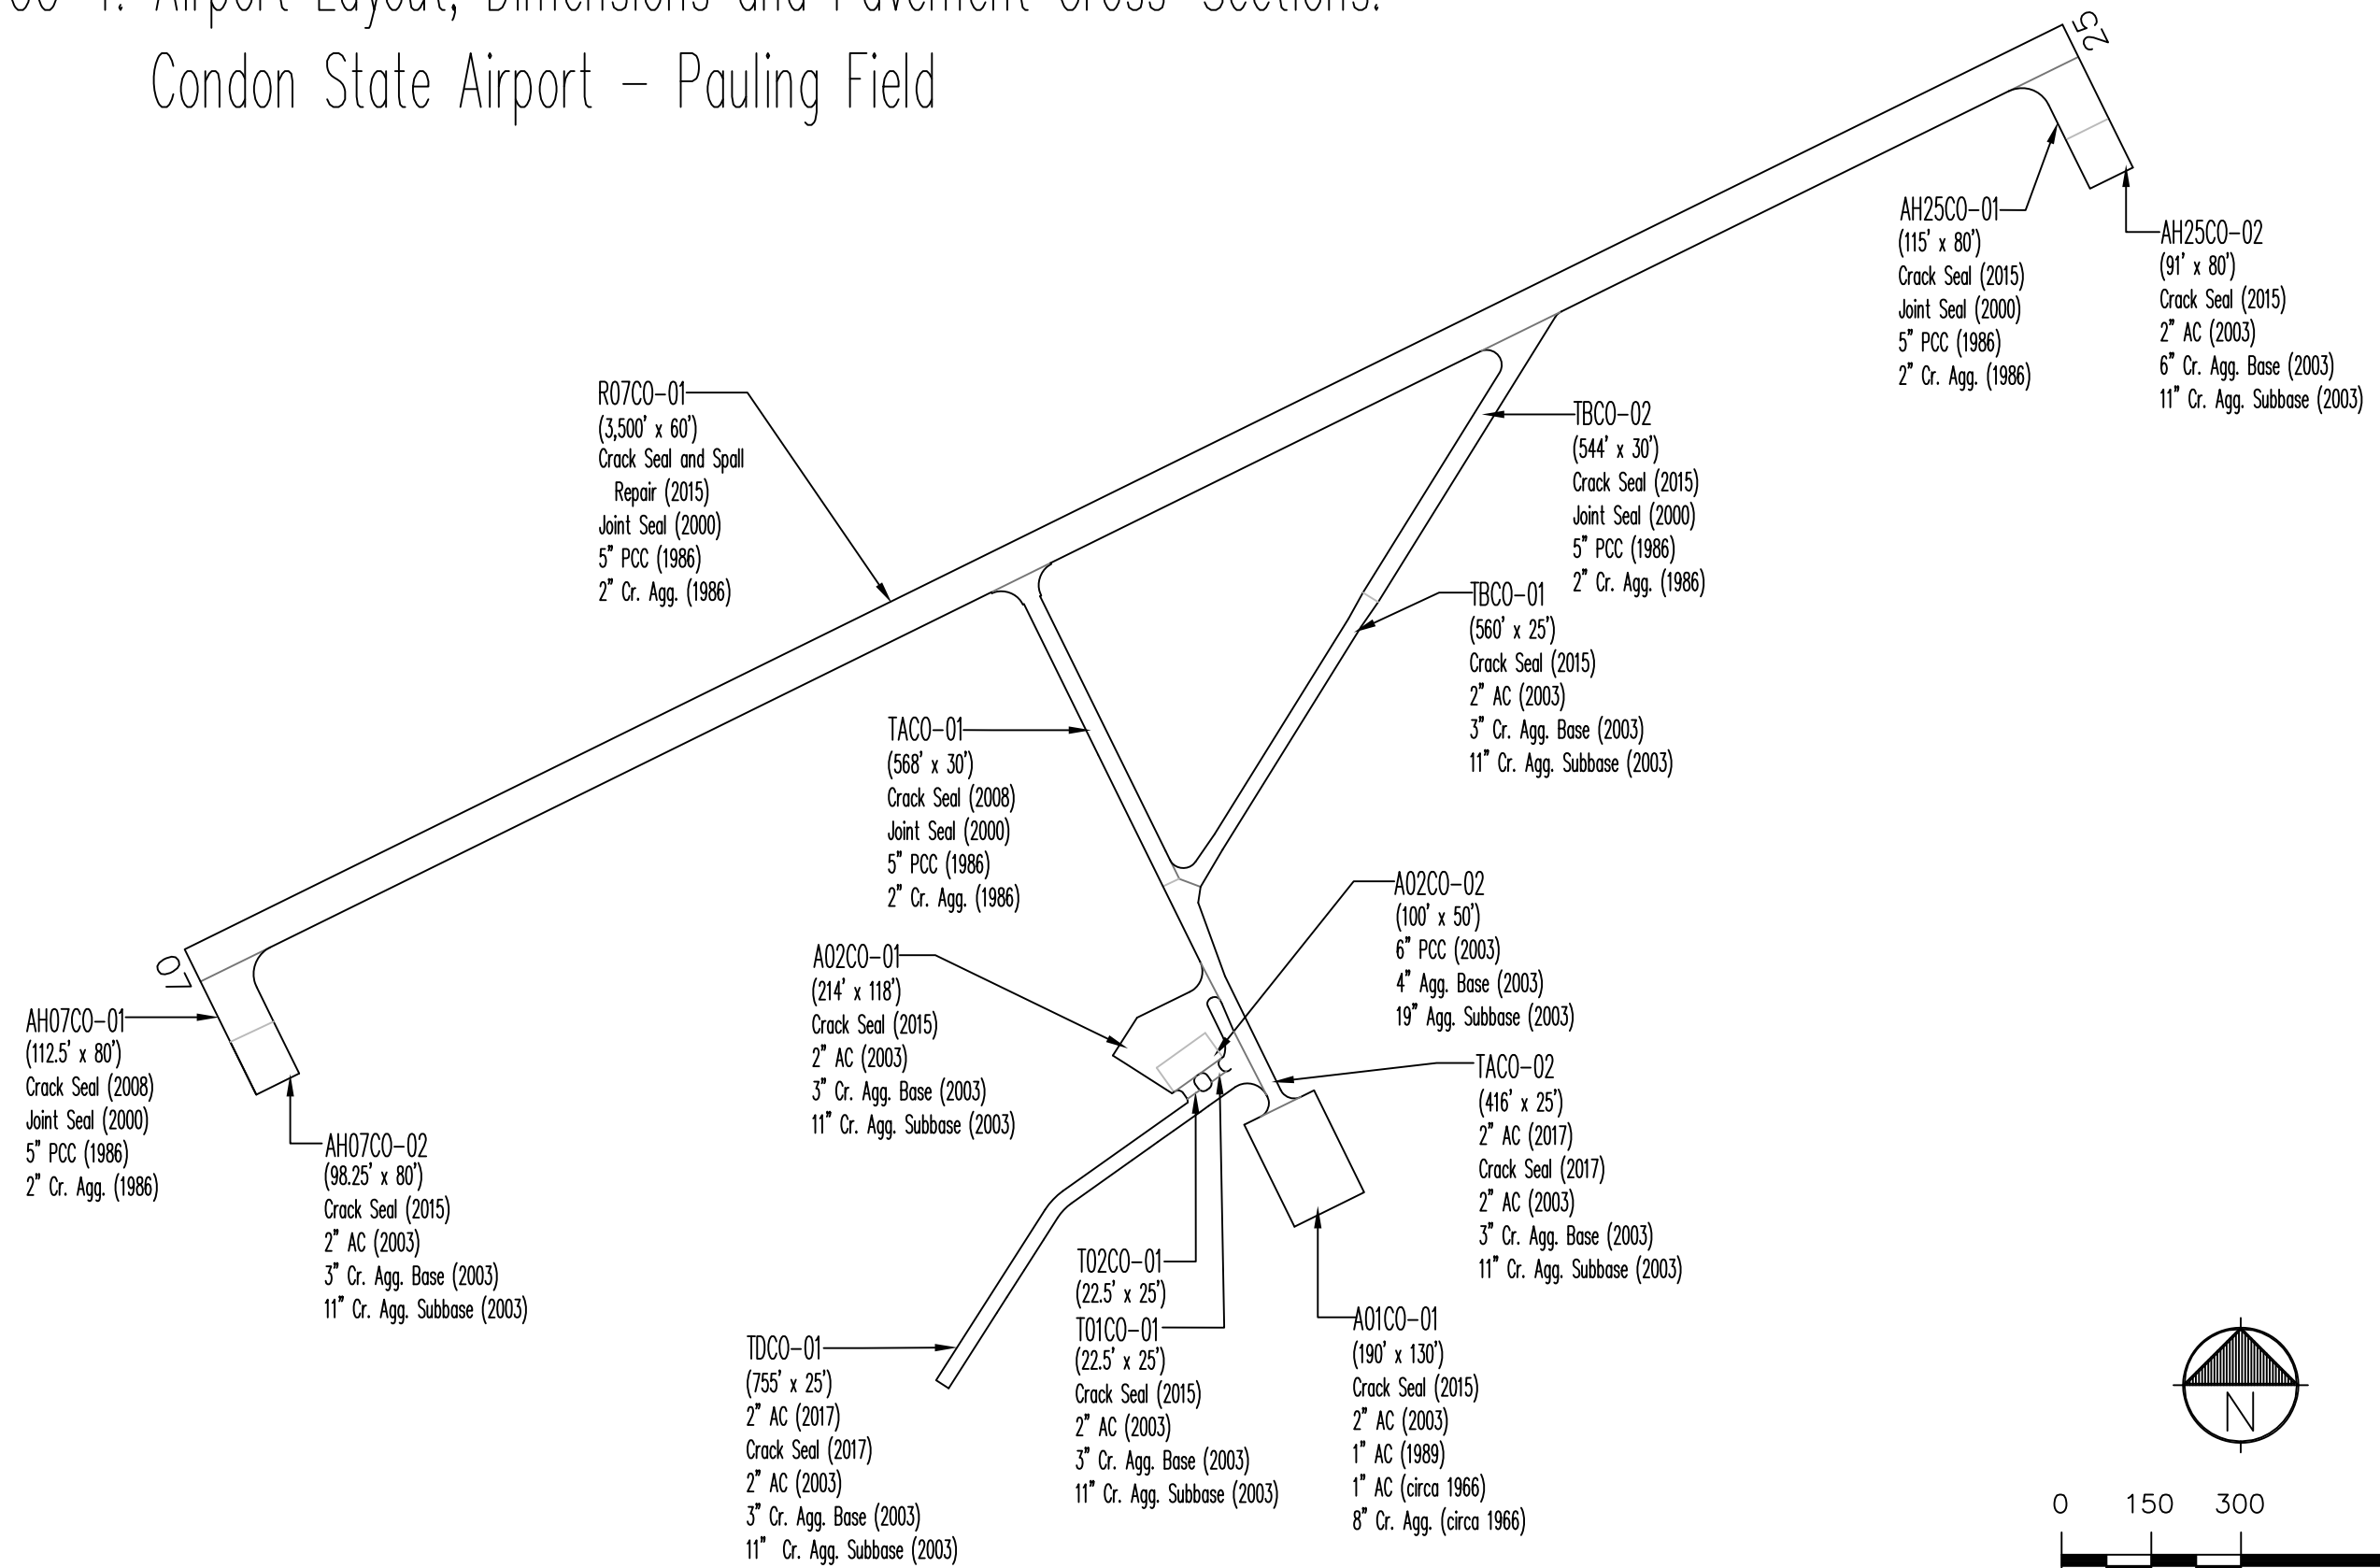 Airport Layout, Dimensions and Pavement Cross-Sections.
Condon State Airport - Pauling Field
25
AH25CO-01
(115' x 80')
Crack Seal (2015)
Joint Seal (2000)
5" PCC (1986)
2" Cr. Agg. (1986)
AH25CO-02
(91' x 80')
Crack Seal (2015)
2" AC (2003)
6" Cr. Agg. Base (2003)
11" Cr. Agg. Subbase (2003)
R07CO-01
(3,500' x 60')
Crack Seal and Spall
Repair (2015)
Joint Seal (2000)
5" PCC (1986)
2" Cr. Agg. (1986)
TBCO-02
(544' x 30')
Crack Seal (2015)
Joint Seal (2000)
5" PCC (1986)
2" Cr. Agg. (1986)
TBCO-01
(560' x 25')
Crack Seal (2015)
2" AC (2003)
3" Cr. Agg. Base (2003)
11" Cr. Agg. Subbase (2003)
TACO-01
(568' x 30')
Crack Seal (2008)
Joint Seal (2000)
5" PCC (1986)
2" Cr. Agg. (1986)
A02CO-02
(100' x 50')
6" PCC (2003)
4" Agg. Base (2003)
19" Agg. Subbase (2003)
A02CO-01
(214' x 118')
Crack Seal (2015)
2" AC (2003)
3" Cr. Agg. Base (2003)
11" Cr. Agg. Subbase (2003)
07
AH07CO-01
(112.5' x 80')
Crack Seal (2008)
Joint Seal (2000)
5" PCC (1986)
2" Cr. Agg. (1986)
AH07CO-02
(98.25' x 80')
Crack Seal (2015)
2" AC (2003)
3" Cr. Agg. Base (2003)
11" Cr. Agg. Subbase (2003)
TACO-02
(416' x 25')
2" AC (2017)
Crack Seal (2017)
2" AC (2003)
3" Cr. Agg. Base (2003)
11" Cr. Agg. Subbase (2003)
T02CO-01
(22.5' x 25')
T01CO-01
(22.5' x 25')
Crack Seal (2015)
2" AC (2003)
3" Cr. Agg. Base (2003)
11" Cr. Agg. Subbase (2003)
A01CO-01
(190' x 130')
Crack Seal (2015)
2" AC (2003)
1" AC (1989)
1" AC (circa 1966)
8" Cr. Agg. (circa 1966)
TDCO-01
(755' x 25')
2" AC (2017)
Crack Seal (2017)
2" AC (2003)
3" Cr. Agg Base (2003)
11" Cr. Agg. Subbase (2003)
N
0 150 300